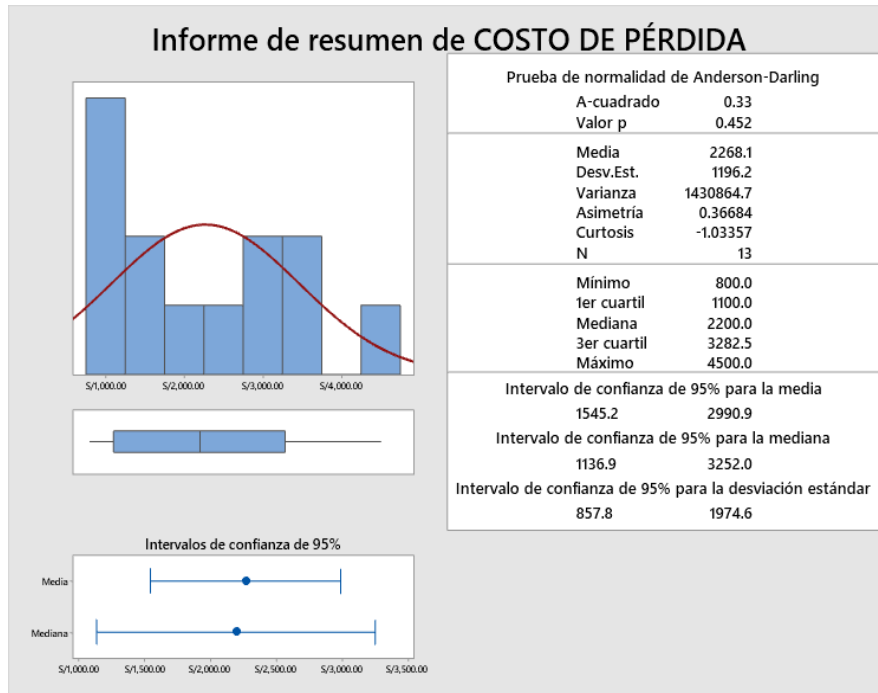 Informe de resumen de COSTO DE PÉRDIDA
S/1,000.00 S/2,000.00 S/3,000.00 S/4,000.00
Intervalos de confianza de 95%
Media
Mediana
S/1,000.00 S/1,500.00 S/2,000.00 S/2,500.00 S/3,000.00 S/3,500.00
Prueba de normalidad de Anderson-Darling
A-cuadrado 0.33
Valor p 0.452
Media 2268.1
Desv.Est. 1196.2
Varianza 1430864.7
Asimetría 0.36684
Curtosis -1.03357
N 13
Mínimo 800.0
1er cuartil 1100.0
Mediana 2200.0
3er cuartil 3282.5
Máximo 4500.0
Intervalo de confianza de 95% para la media
1545.2 2990.9
Intervalo de confianza de 95% para la mediana
1136.9 3252.0
Intervalo de confianza de 95% para la desviación estándar
857.8 1974.6